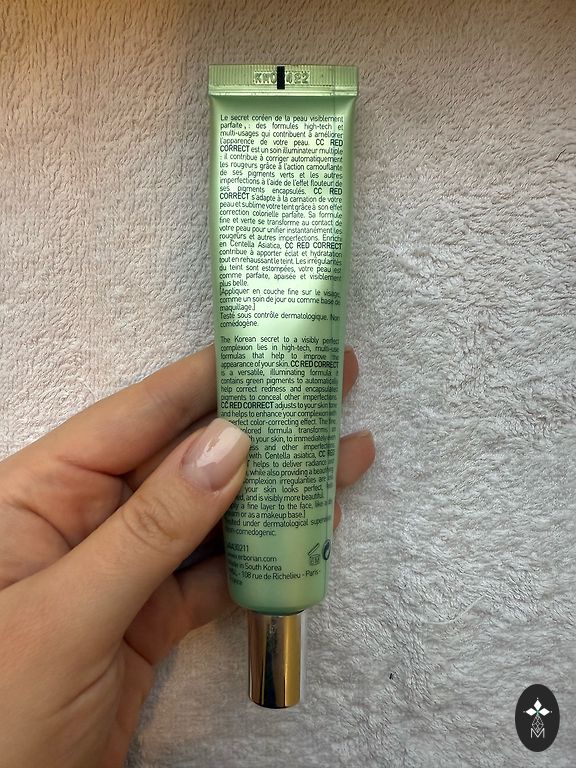 Le secret coréen de la peau visiblement
parfaite, : des formules high-tech et
multi-usages qui contribuent à améliorer
l'apparence de votre peau. CC RED
CORRECT est un soin illuminateur multiple
: il contribue à corriger automatiquement
les rougeurs grâce à l'action camouflante
de ses pigments verts et les autres
imperfections à l'aide de l'effet flouteur de
ses pigments encapsulés. CC RED
CORRECT s'adapte à la carnation de votre
peau et sublime votre teint grâce à son effet
correction colorielle parfaite. Sa formule
fine et verte se transforme au contact de
votre peau pour unifier instantanément les
rougeurs et autres imperfections. Enrichi
en Centella Asiatica, CC RED CORRECT
contribue à apporter éclat et hydratation
tout en rehaussant le teint. Les irrégularités
du teint sont estompées, votre peau est
comme parfaite, apaisée et visiblement
plus belle.
[Appliquer en couche fine sur le visage,
comme un soin de jour ou comme base de
maquillage.]
Testé sous contrôle dermatologique. Non
comédogène.
The Korean secret to a visibly perfect
complexion lies in high-tech, multi-use
formulas that help to improve the
appearance of your skin. CC RED CORRECT
is a versatile, illuminating formula: it
contains green pigments to automatically
help correct redness and encapsulated
pigments to conceal other imperfections.
CC RED CORRECT adjusts to your skin tone
and helps to enhance your complexion with
perfect color-correcting effect. The fine,
colored formula transforms on
with your skin, to immediately even
and other imperfections.
with Centella asiatica, CC RED
helps to deliver radiance and
while also providing a beautifying
complexion irregularities are
your skin looks perfect,
and is visibly more beautiful.
a fine layer to the face, like a
or as a makeup base.]
under dermatological supervision.
Non-comedogenic.
erborian.com
Made in South Korea
- 108 rue de Richelieu - Paris -
M